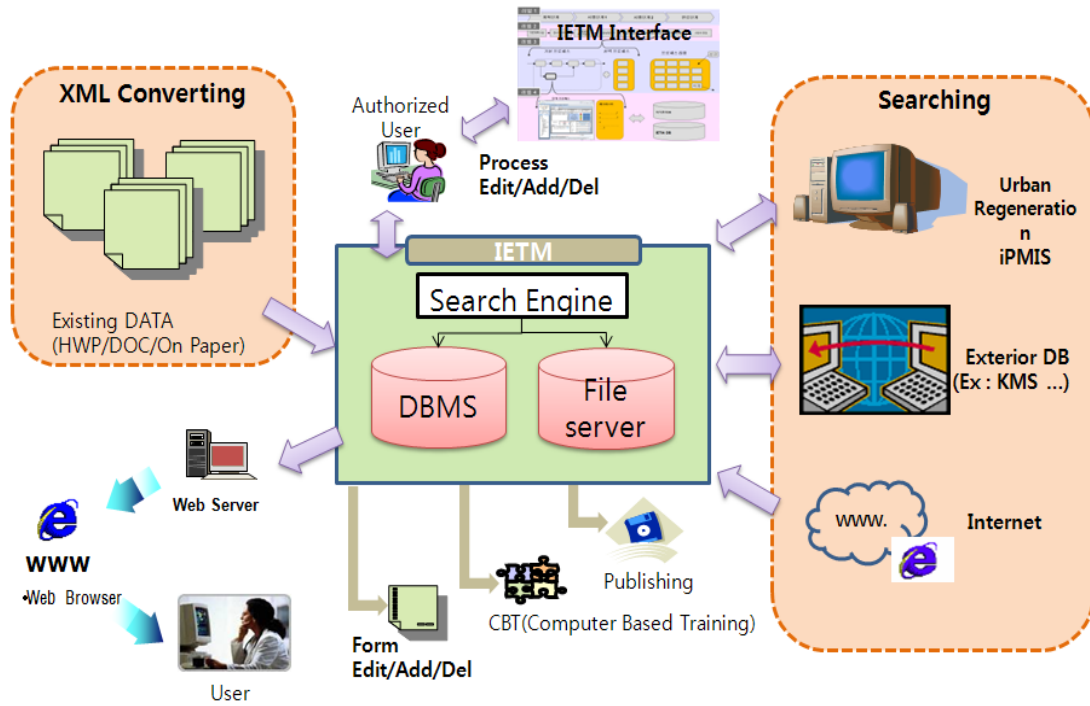 IETM Interface
XML Converting
Authorized
User
Process
Edit/Add/Del
Searching
Urban
Regeneratio
n
iPMIS
IETM
Search Engine
Existing DATA
(HWP/DOC/On Paper)
DBMS
File
server
Exterior DB
(Ex : KMS ...)
Web Server
www
•Web Browser
User
Form
Edit/Add/Del
CBT(Computer Based Training)
Publishing
www.
Internet